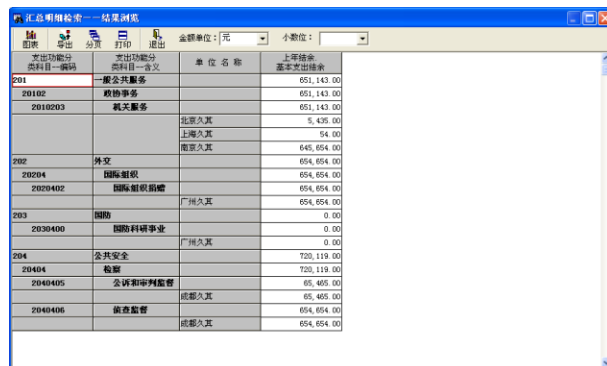 汇总明细检索--结果浏览
图表 导出 分页 打印 退出 金额单位: 元 小数位:
支出功能分类科目--编码 支出功能分类科目--含义 单位名称 上年结余 基本支出结余
201 一般公共服务 651,143.00
20102 政协事务 651,143.00
2010203 机关服务 651,143.00
北京久其 5,435.00
上海久其 54.00
南京久其 645,654.00
202 外交 654,654.00
20204 国际组织 654,654.00
2020402 国际组织捐赠 654,654.00
广州久其 654,654.00
203 国防 0.00
2030400 国防科研事业 0.00
广州久其 0.00
204 公共安全 720,119.00
20404 检察 720,119.00
2040405 公诉和审判监督 65,465.00
成都久其 65,465.00
2040406 侦查监督 654,654.00
成都久其 654,654.00